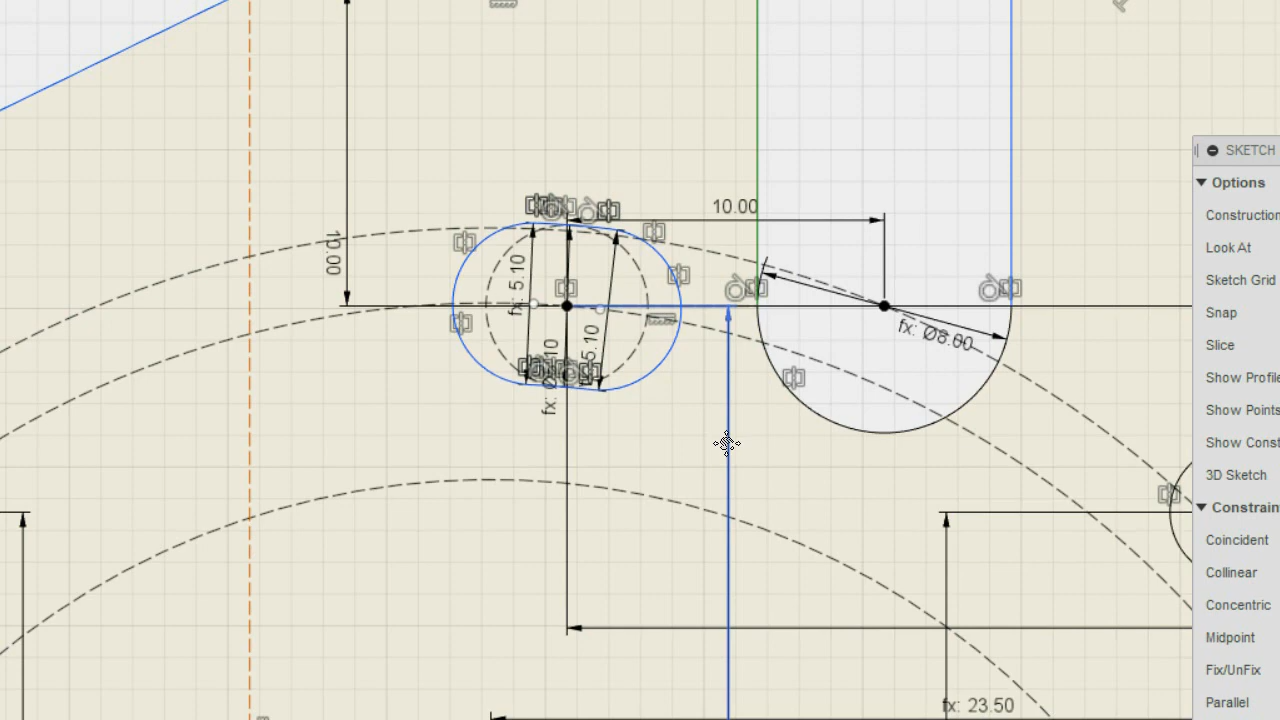 10.00
10.00
fx: 5.10
5.10
fx: Ø8.00
fx: 23.50
SKETCH
Options
Construction
Look At
Sketch Grid
Snap
Slice
Show Profile
Show Points
Show Const
3D Sketch
Constrain
Coincident
Collinear
Concentric
Midpoint
Fix/UnFix
Parallel